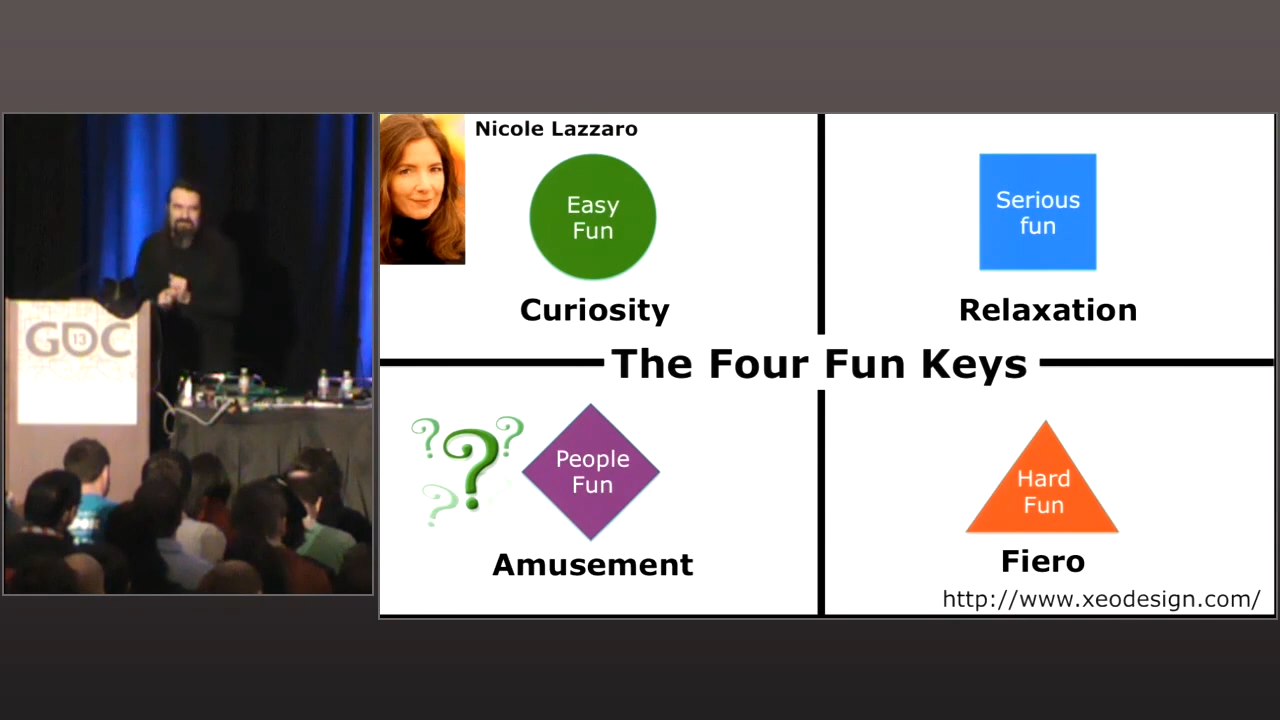 GDC
13
Nicole Lazzaro
Easy
Fun
Curiosity
Serious
fun
Relaxation
The Four Fun Keys
People
Fun
Amusement
Hard
Fun
Fiero
http://www.xeodesign.com/